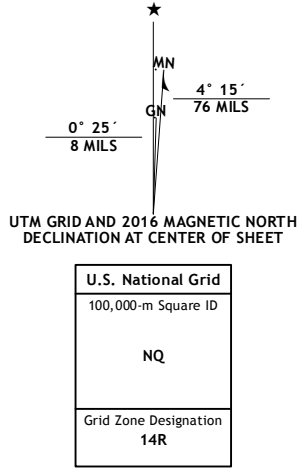 ★
MN
4° 15´
76 MILS
GN
0° 25´
8 MILS
UTM GRID AND 2016 MAGNETIC NORTH
DECLINATION AT CENTER OF SHEET
U.S. National Grid
100,000-m Square ID
NQ
Grid Zone Designation
14R